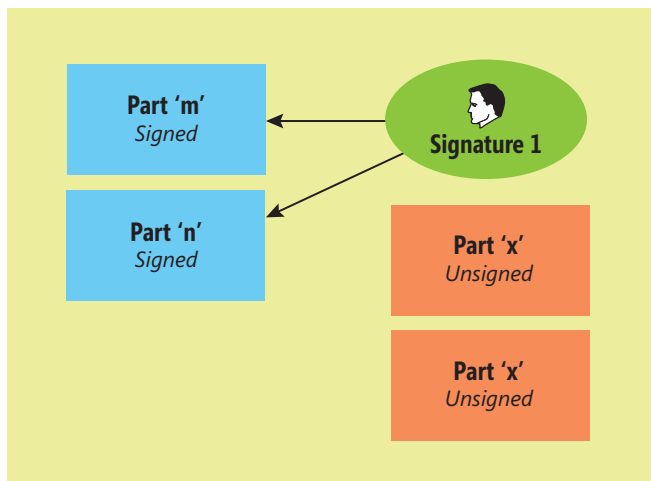 Part ‘m’
Signed
Signature 1
Part ‘n’
Signed
Part ‘x’
Unsigned
Part ‘x’
Unsigned